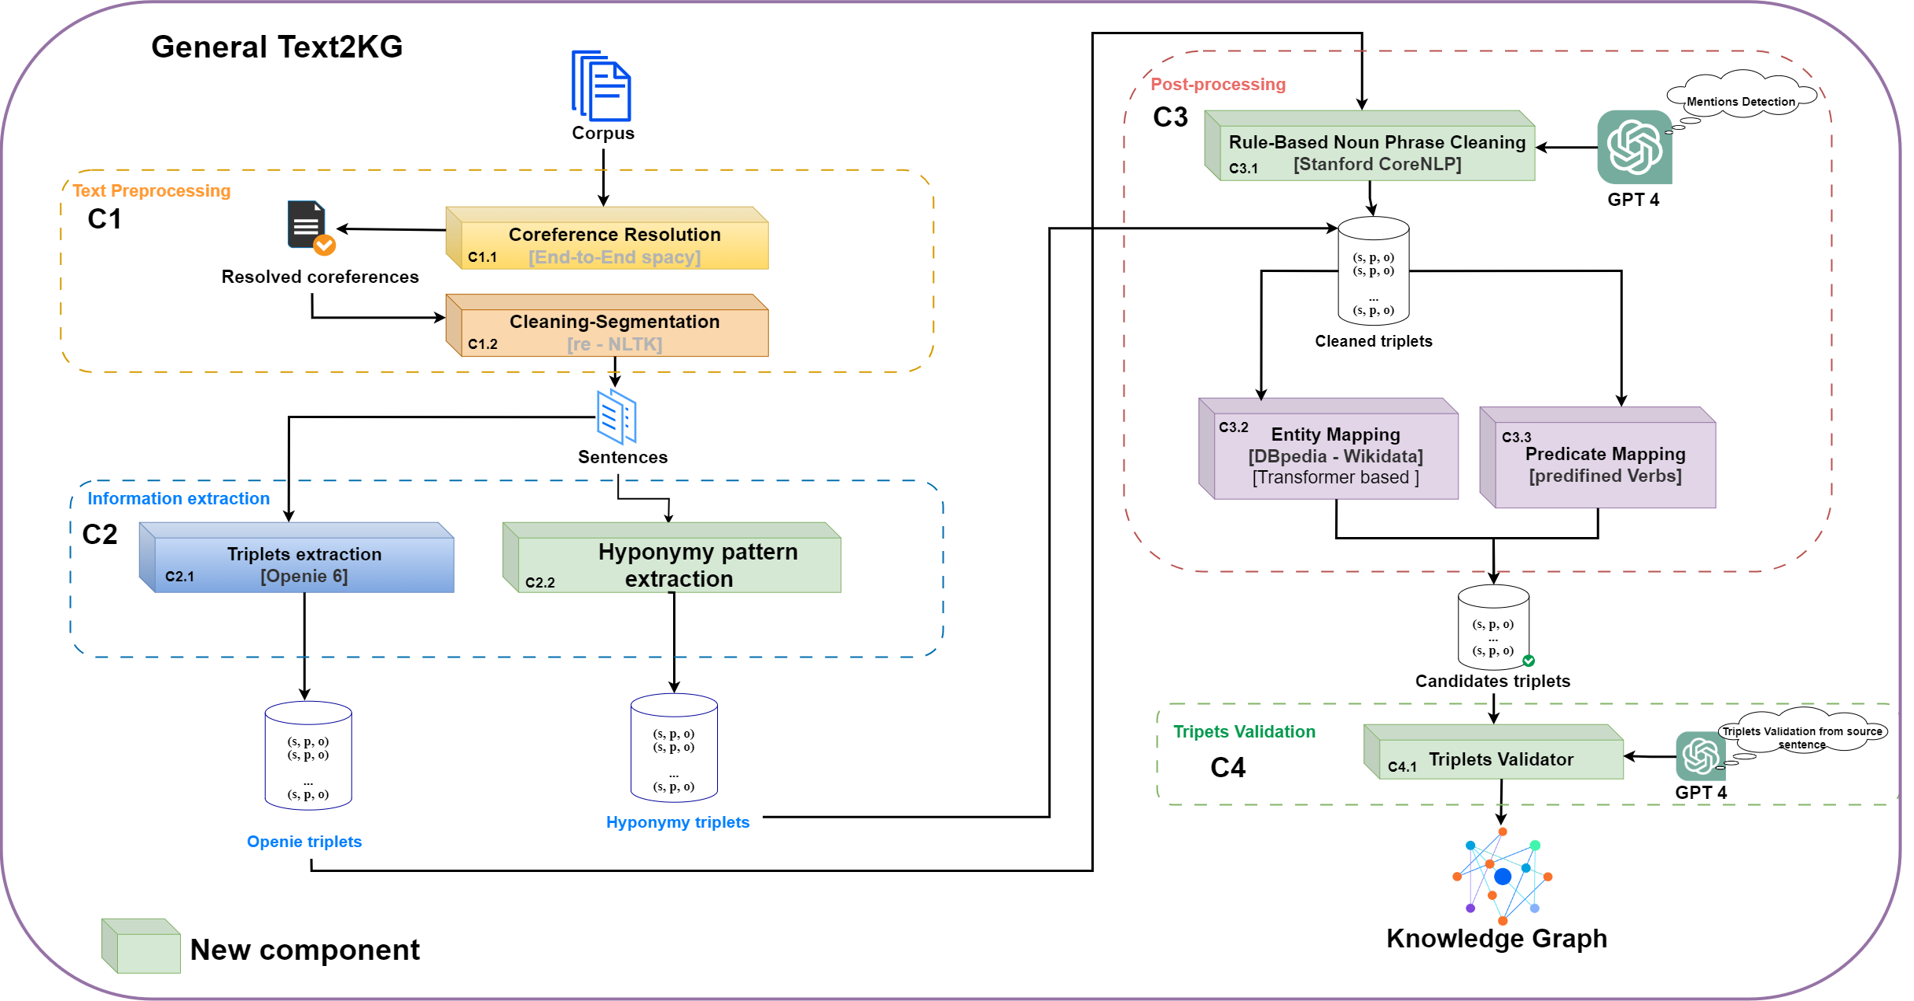 General Text2KG
Corpus
Text Preprocessing
C1
Coreference Resolution
[End-to-End spacy]
C1.1
Resolved coreferences
Cleaning-Segmentation
[re - NLTK]
C1.2
Sentences
Information extraction
C2
Triplets extraction
[Openie 6]
C2.1
Hyponymy pattern
extraction
C2.2
(s, p, o)
(s, p, o)
...
(s, p, o)
Openie triplets
(s, p, o)
(s, p, o)
...
(s, p, o)
Hyponymy triplets
New component
Post-processing
C3
Rule-Based Noun Phrase Cleaning
[Stanford CoreNLP]
C3.1
Mentions Detection
GPT 4
(s, p, o)
(s, p, o)
...
(s, p, o)
Cleaned triplets
C3.2
Entity Mapping
[DBpedia - Wikidata]
[Transformer based ]
C3.3
Predicate Mapping
[predifined Verbs]
(s, p, o)
...
(s, p, o)
Candidates triplets
Tripets Validation
C4
Triplets Validator
C4.1
Triplets Validation from source
sentence
GPT 4
Knowledge Graph